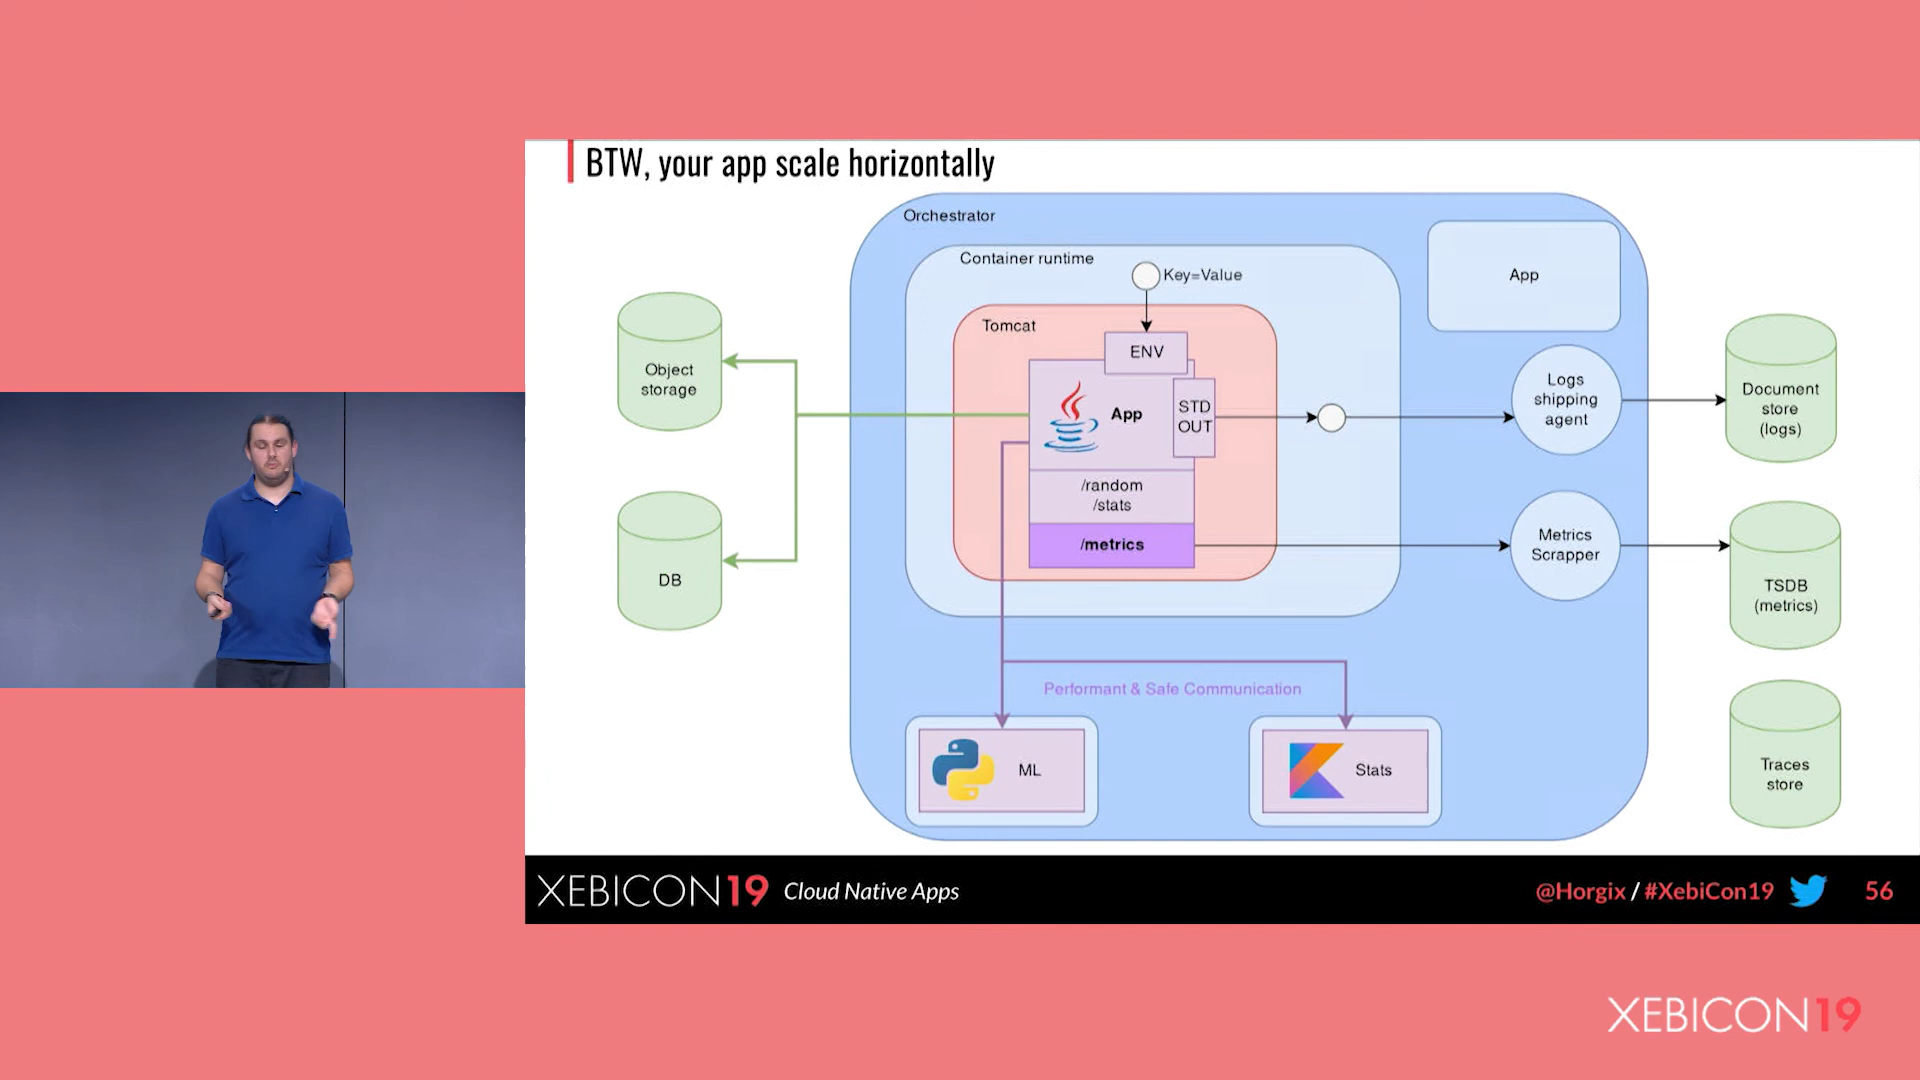 BTW, your app scale horizontally
Orchestrator
Container runtime
Key=Value
App
Tomcat
ENV
Object
storage
App
STD
OUT
Logs
shipping
agent
Document
store
(logs)
/random
/stats
/metrics
Metrics
Scrapper
DB
TSDB
(metrics)
Performant & Safe Communication
ML
Stats
Traces
store
XEBICON19 Cloud Native Apps @Horgix / #XebiCon19 56
XEBICON19